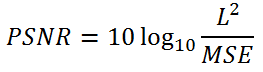 PSNR = 10 log₁₀ L²/MSE